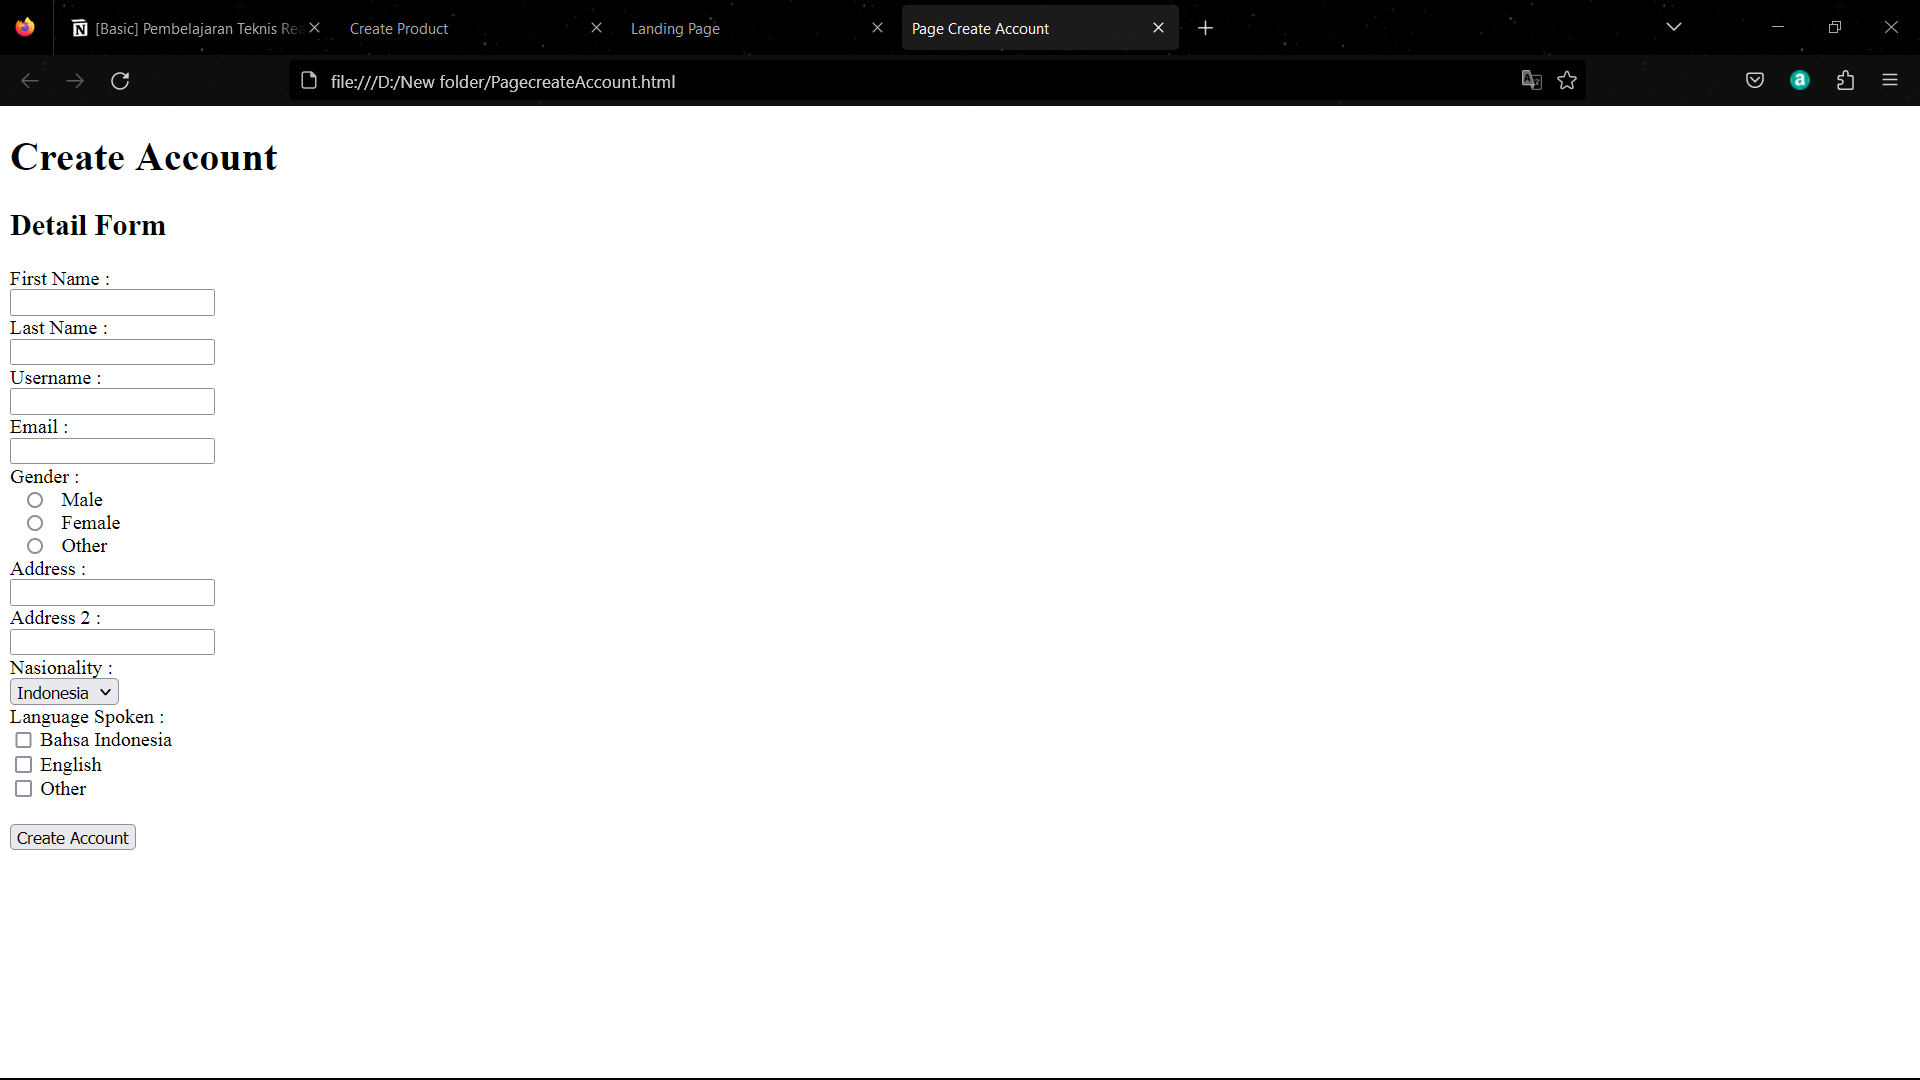 [Basic] Pembelajaran Teknis Rea
Create Product
Landing Page
Page Create Account
file:///D:/New folder/PagecreateAccount.html
Create Account
Detail Form
First Name :
Last Name :
Username :
Email :
Gender :
Male
Female
Other
Address :
Address 2 :
Nasionality :
Indonesia
Language Spoken :
Bahsa Indonesia
English
Other
Create Account